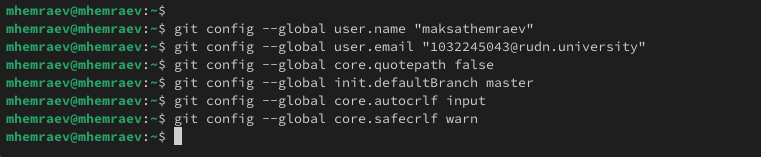 mhemraev@mhemraev:~$
mhemraev@mhemraev:~$ git config --global user.name "maksathemraev"
mhemraev@mhemraev:~$ git config --global user.email "1032245043@rudn.university"
mhemraev@mhemraev:~$ git config --global core.quotepath false
mhemraev@mhemraev:~$ git config --global init.defaultBranch master
mhemraev@mhemraev:~$ git config --global core.autocrlf input
mhemraev@mhemraev:~$ git config --global core.safecrlf warn
mhemraev@mhemraev:~$